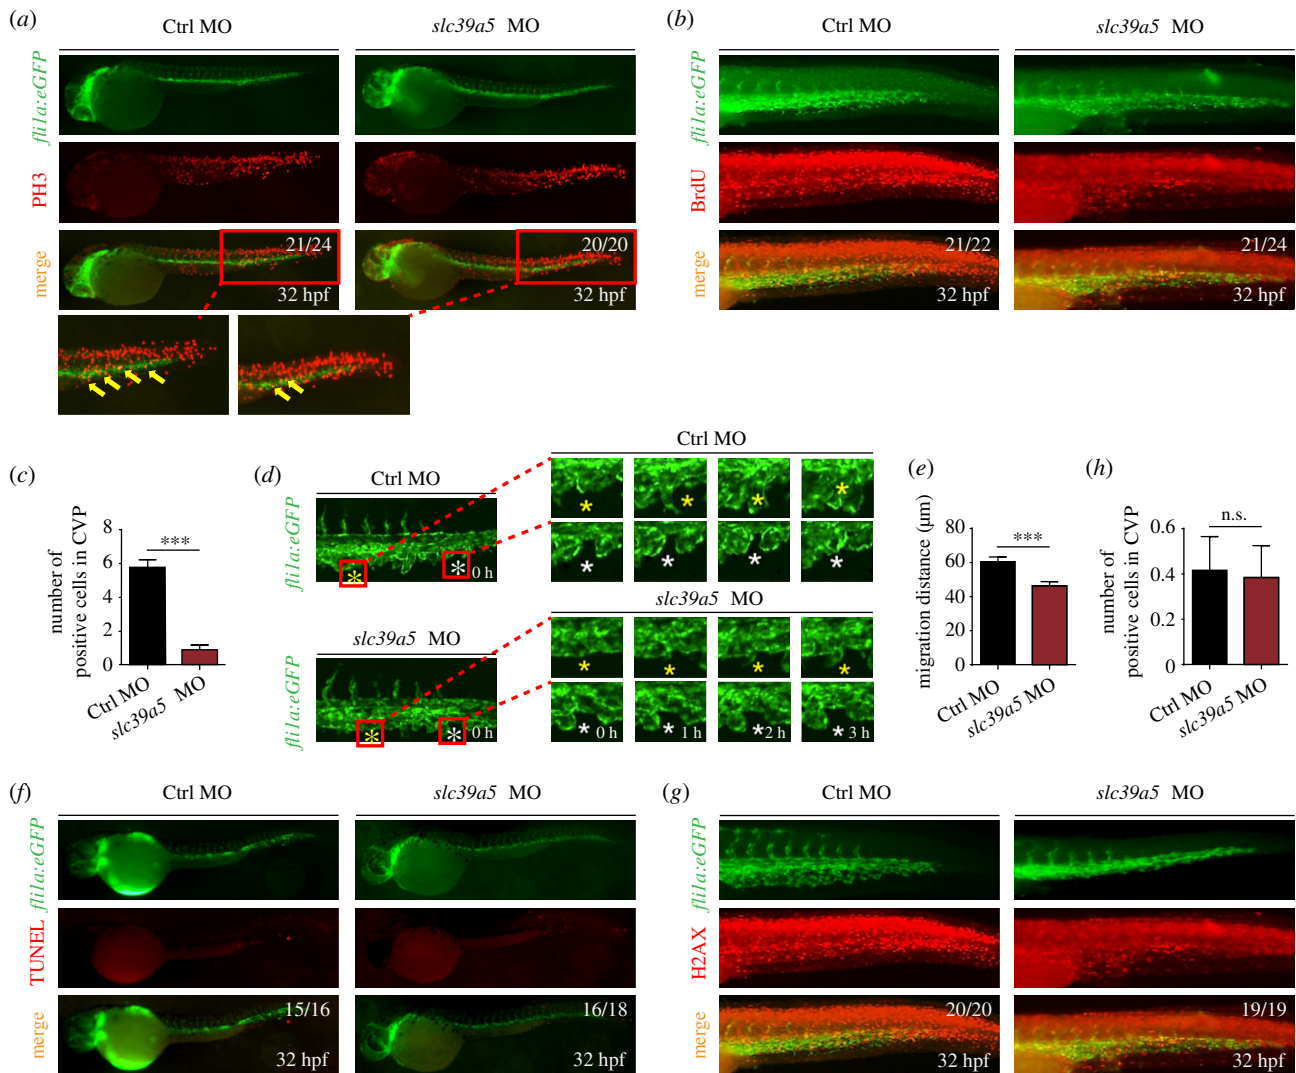 (a)
Ctrl MO
slc39a5 MO
fli1a:eGFP
PH3
merge
21/24
32 hpf
20/20
32 hpf
(b)
Ctrl MO
slc39a5 MO
fli1a:eGFP
BrdU
merge
21/22
32 hpf
21/24
32 hpf
(c)
number of
positive cells in CVP
8
6
4
2
0
***
Ctrl MO
slc39a5 MO
(d)
Ctrl MO
fli1a:eGFP
* * 0 h
slc39a5 MO
fli1a:eGFP
* * 0 h
Ctrl MO
* * * *
* * * *
slc39a5 MO
* * * *
* 0 h * 1 h * 2 h * 3 h
(e)
migration distance (µm)
80
60
40
20
0
***
Ctrl MO
slc39a5 MO
(h)
number of
positive cells in CVP
0.6
0.4
0.2
0
n.s.
Ctrl MO
slc39a5 MO
(f)
Ctrl MO
slc39a5 MO
fli1a:eGFP
TUNEL
merge
15/16
32 hpf
16/18
32 hpf
(g)
Ctrl MO
slc39a5 MO
fli1a:eGFP
H2AX
merge
20/20
32 hpf
19/19
32 hpf